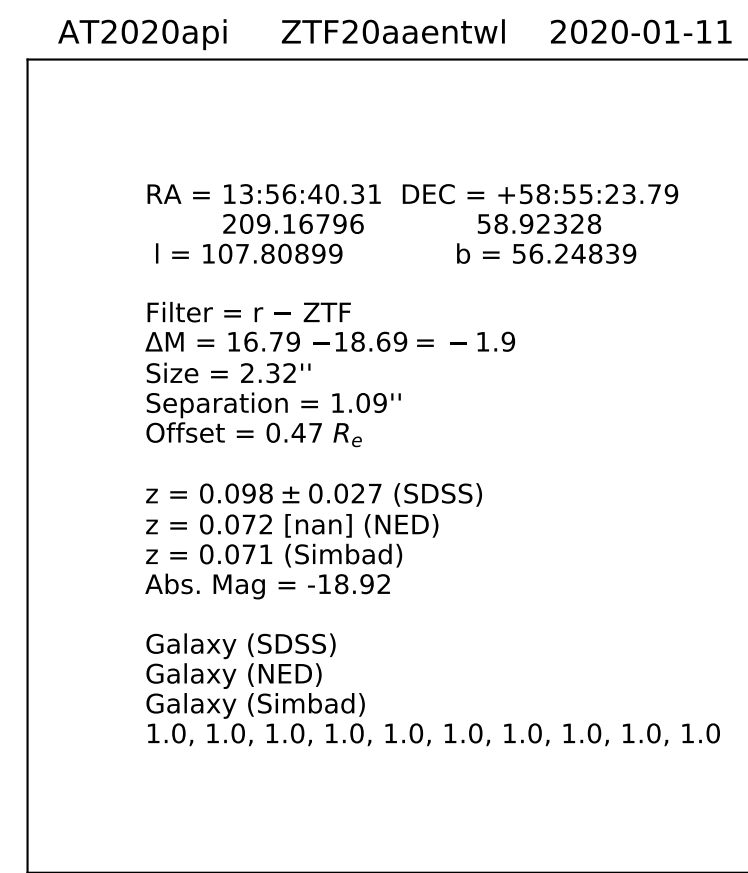 AT2020api ZTF20aaentwl 2020-01-11
RA = 13:56:40.31 DEC = +58:55:23.79
209.16796 58.92328
l = 107.80899 b = 56.24839
Filter = r − ZTF
ΔM = 16.79 −18.69 = − 1.9
Size = 2.32''
Separation = 1.09''
Offset = 0.47 Rₑ
z = 0.098 ± 0.027 (SDSS)
z = 0.072 [nan] (NED)
z = 0.071 (Simbad)
Abs. Mag = -18.92
Galaxy (SDSS)
Galaxy (NED)
Galaxy (Simbad)
1.0, 1.0, 1.0, 1.0, 1.0, 1.0, 1.0, 1.0, 1.0, 1.0